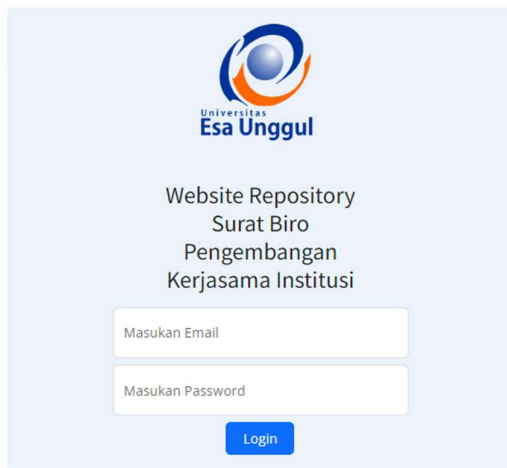 Universitas
Esa Unggul
Website Repository
Surat Biro
Pengembangan
Kerjasama Institusi
Masukan Email
Masukan Password
Login